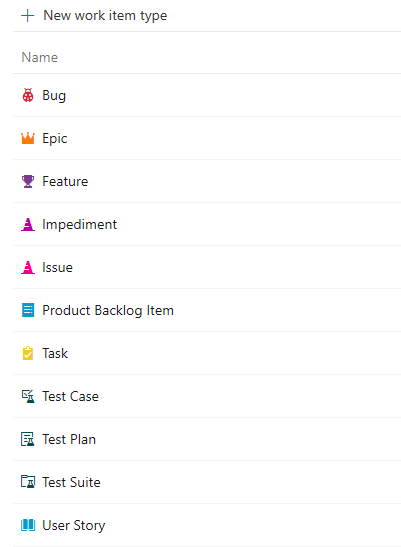 New work item type
Name
Bug
Epic
Feature
Impediment
Issue
Product Backlog Item
Task
Test Case
Test Plan
Test Suite
User Story